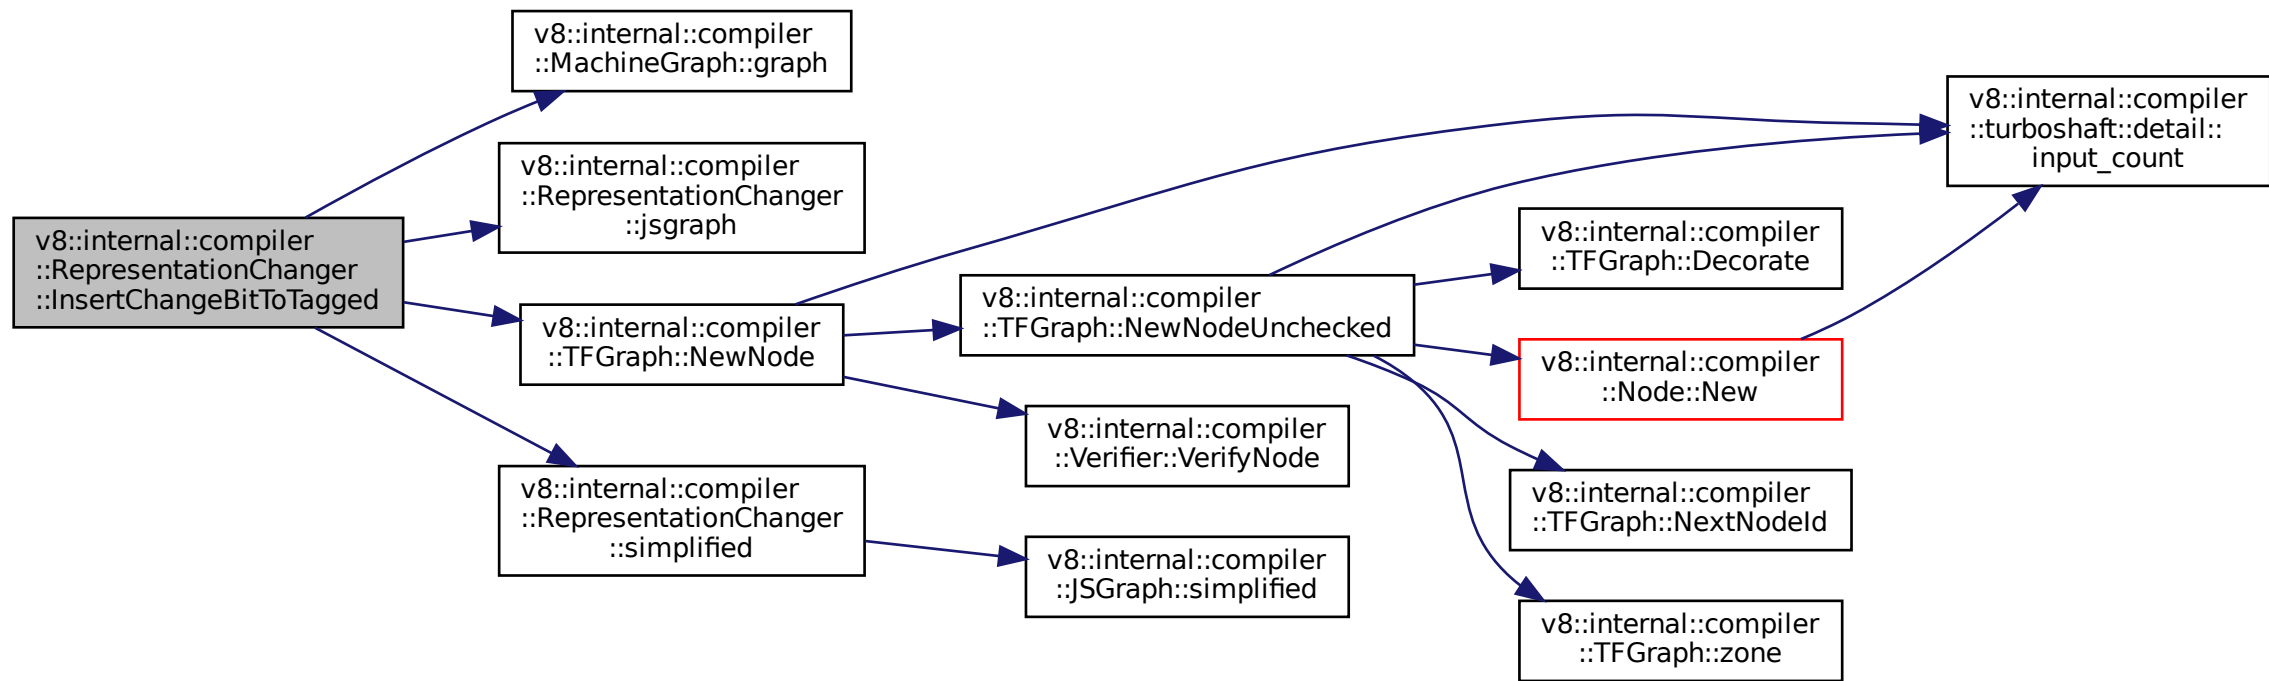 v8::internal::compiler
::RepresentationChanger
::InsertChangeBitToTagged
v8::internal::compiler
::MachineGraph::graph
v8::internal::compiler
::RepresentationChanger
::jsgraph
v8::internal::compiler
::TFGraph::NewNode
v8::internal::compiler
::RepresentationChanger
::simplified
v8::internal::compiler
::TFGraph::NewNodeUnchecked
v8::internal::compiler
::Verifier::VerifyNode
v8::internal::compiler
::JSGraph::simplified
v8::internal::compiler
::TFGraph::Decorate
v8::internal::compiler
::Node::New
v8::internal::compiler
::TFGraph::NextNodeId
v8::internal::compiler
::TFGraph::zone
v8::internal::compiler
::turboshaft::detail::
input_count